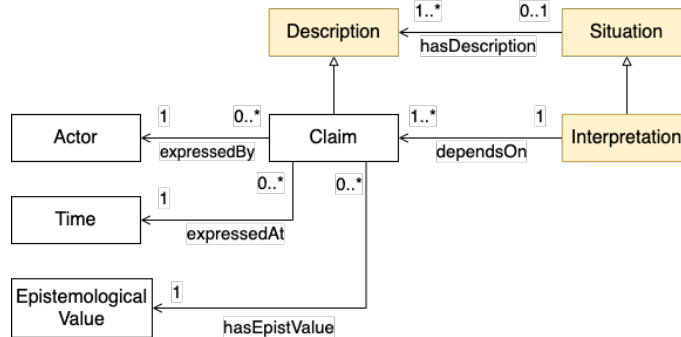 1..*
0..1
Description
Situation
hasDescription
1
0..*
1..*
1
Actor
Claim
Interpretation
expressedBy
dependsOn
0..*
0..*
1
Time
expressedAt
Epistemological
Value
1
hasEpistValue